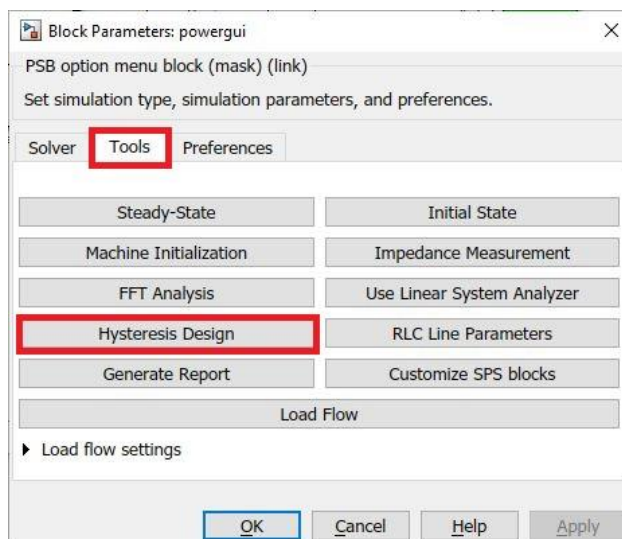 Block Parameters: powergui
PSB option menu block (mask) (link)
Set simulation type, simulation parameters, and preferences.
Solver Tools Preferences
Steady-State Initial State
Machine Initialization Impedance Measurement
FFT Analysis Use Linear System Analyzer
Hysteresis Design RLC Line Parameters
Generate Report Customize SPS blocks
Load Flow
Load flow settings
OK Cancel Help Apply